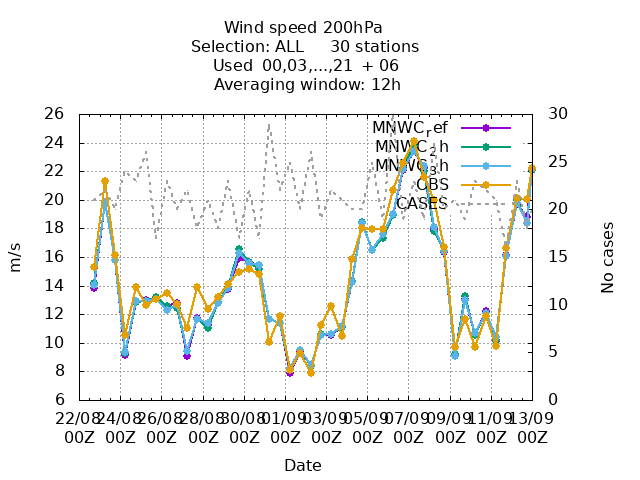 Wind speed 200hPa
Selection: ALL 30 stations
Used 00,03,...,21 + 06
Averaging window: 12h
MNWC_ref
MNWC_2h
MNWC_3h
OBS
CASES
26
24
22
20
18
16
14
12
10
8
6
m/s
30
25
20
15
10
5
0
No cases
22/08 24/08 26/08 28/08 30/08 01/09 03/09 05/09 07/09 09/09 11/09 13/09
00Z 00Z 00Z 00Z 00Z 00Z 00Z 00Z 00Z 00Z 00Z 00Z
Date